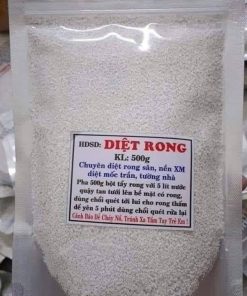 HDSD: DIỆT RONG
KL: 500g
Chuyên diệt rong sân, nền XM
diệt mốc trần, tường nhà
Pha 500g bột tẩy rong với 5 lít nước
quậy tan tưới lên bề mặt có rong,
dùng chổi quét tới lui cho rong thấm
để yên 5 phút dùng chổi quét rửa lại
Cảnh Báo Dễ Cháy Nổ, Tránh Xa Tầm Tay Trẻ Em !